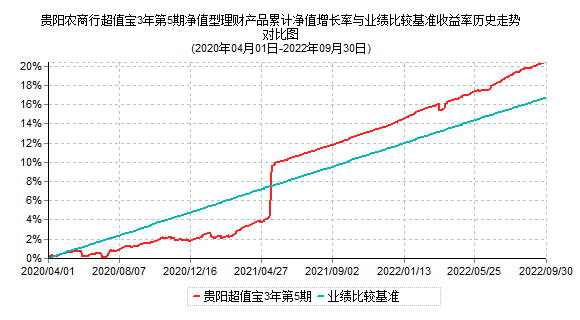 贵阳农商行超值宝3年第5期净值型理财产品累计净值增长率与业绩比较基准收益率历史走势
对比图
(2020年04月01日-2022年09月30日)
20%
18%
16%
14%
12%
10%
8%
6%
4%
2%
0%
2020/04/01 2020/08/07 2020/12/16 2021/04/27 2021/09/02 2022/01/13 2022/05/25 2022/09/30
贵阳超值宝3年第5期 业绩比较基准